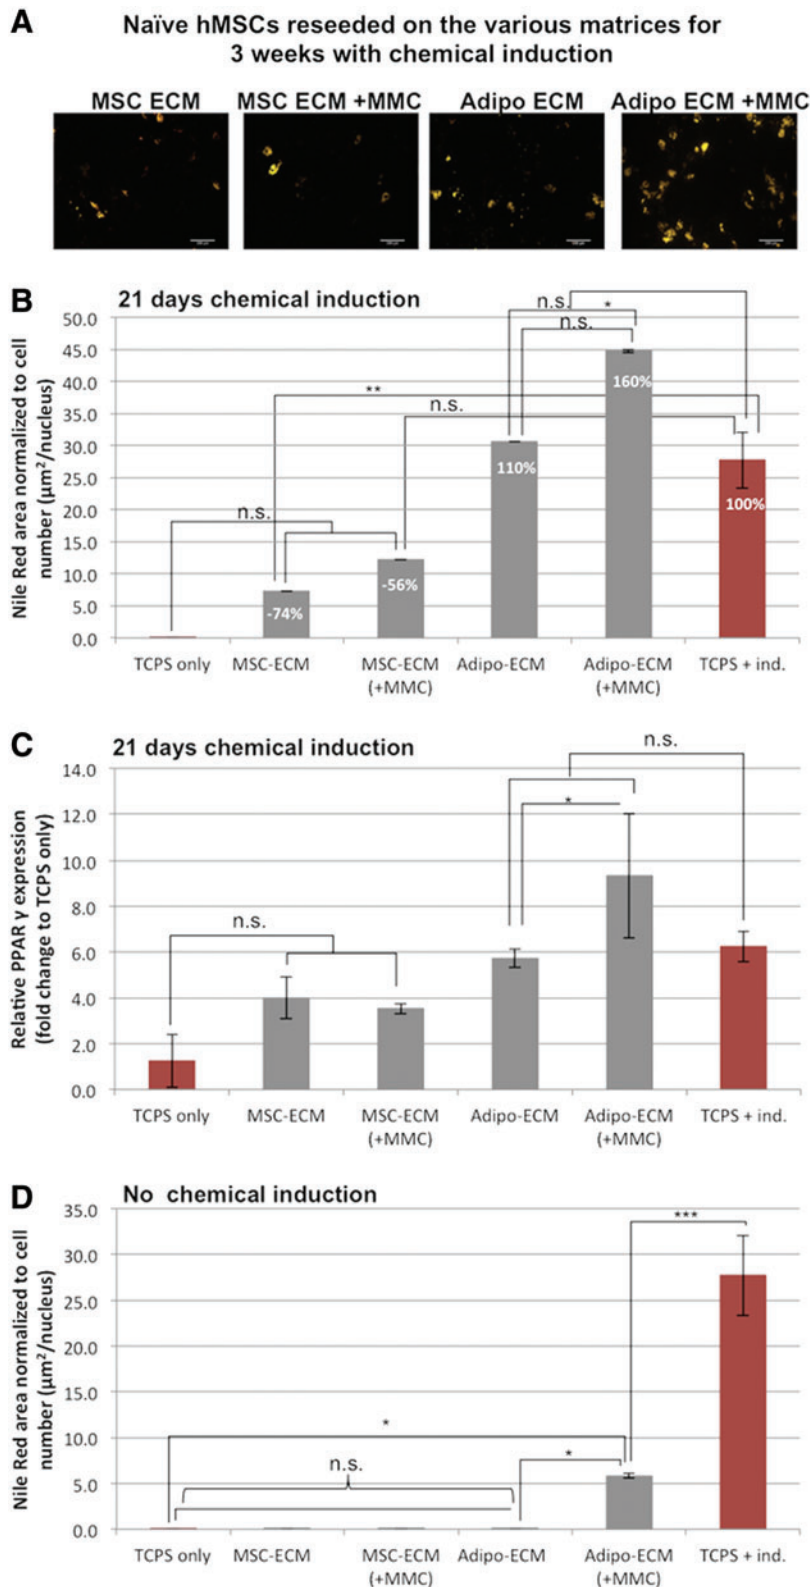 A
Naïve hMSCs reseeded on the various matrices for
3 weeks with chemical induction
MSC ECM MSC ECM +MMC Adipo ECM Adipo ECM +MMC
B
21 days chemical induction
Nile Red area normalized to cell
number (µm²/nucleus)
50.0
45.0
40.0
35.0
30.0
25.0
20.0
15.0
10.0
5.0
0.0
n.s. *
n.s.
**
n.s.
n.s.
-74%
-56%
110%
160%
100%
TCPS only MSC-ECM MSC-ECM Adipo-ECM Adipo-ECM TCPS + ind.
(+MMC) (+MMC)
C
21 days chemical induction
Relative PPAR γ expression
(fold change to TCPS only)
14.0
12.0
10.0
8.0
6.0
4.0
2.0
0.0
n.s.
*
n.s.
TCPS only MSC-ECM MSC-ECM Adipo-ECM Adipo-ECM TCPS + ind.
(+MMC) (+MMC)
D
No chemical induction
Nile Red area normalized to cell
number (µm²/nucleus)
35.0
30.0
25.0
20.0
15.0
10.0
5.0
0.0
***
*
n.s.
*
TCPS only MSC-ECM MSC-ECM Adipo-ECM Adipo-ECM TCPS + ind.
(+MMC) (+MMC)